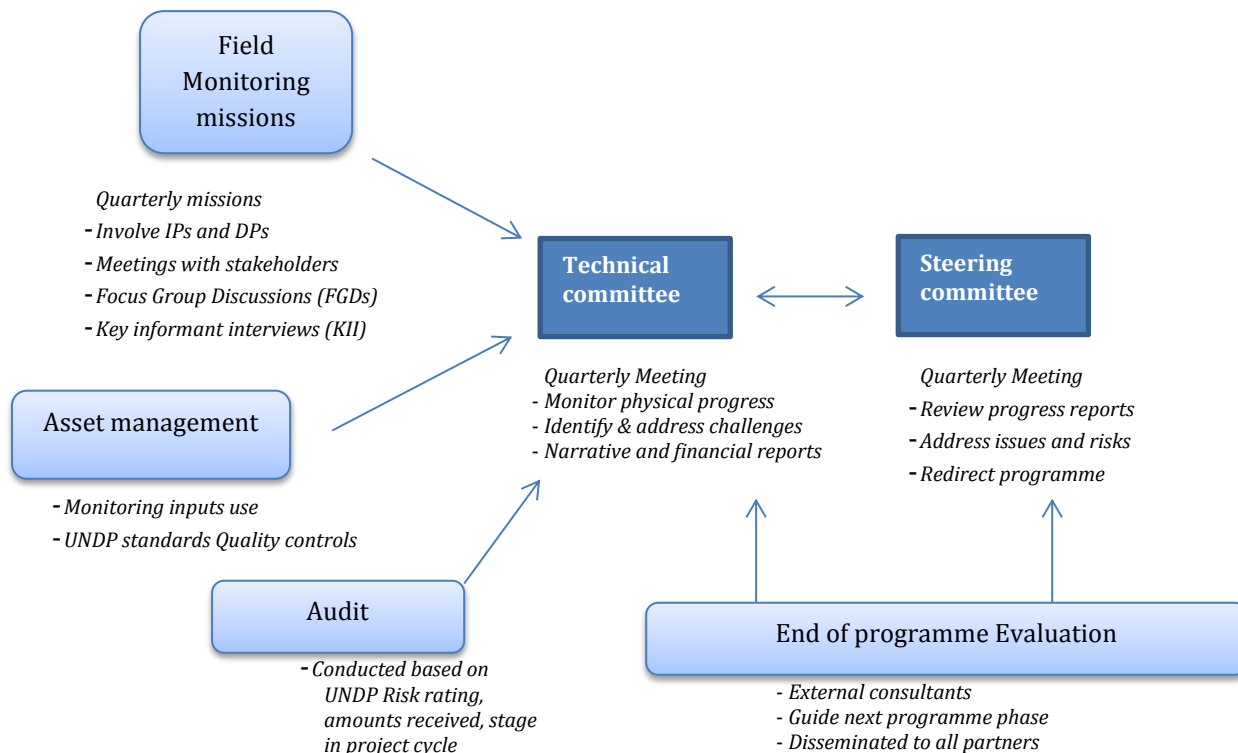 Field
Monitoring
missions
Quarterly missions
- Involve IPs and DPs
- Meetings with stakeholders
- Focus Group Discussions (FGDs)
- Key informant interviews (KII)
Technical
committee
Steering
committee
Quarterly Meeting
- Monitor physical progress
- Identify & address challenges
- Narrative and financial reports
Quarterly Meeting
- Review progress reports
- Address issues and risks
- Redirect programme
Asset management
- Monitoring inputs use
- UNDP standards Quality controls
Audit
- Conducted based on
UNDP Risk rating,
amounts received, stage
in project cycle
End of programme Evaluation
- External consultants
- Guide next programme phase
- Disseminated to all partners